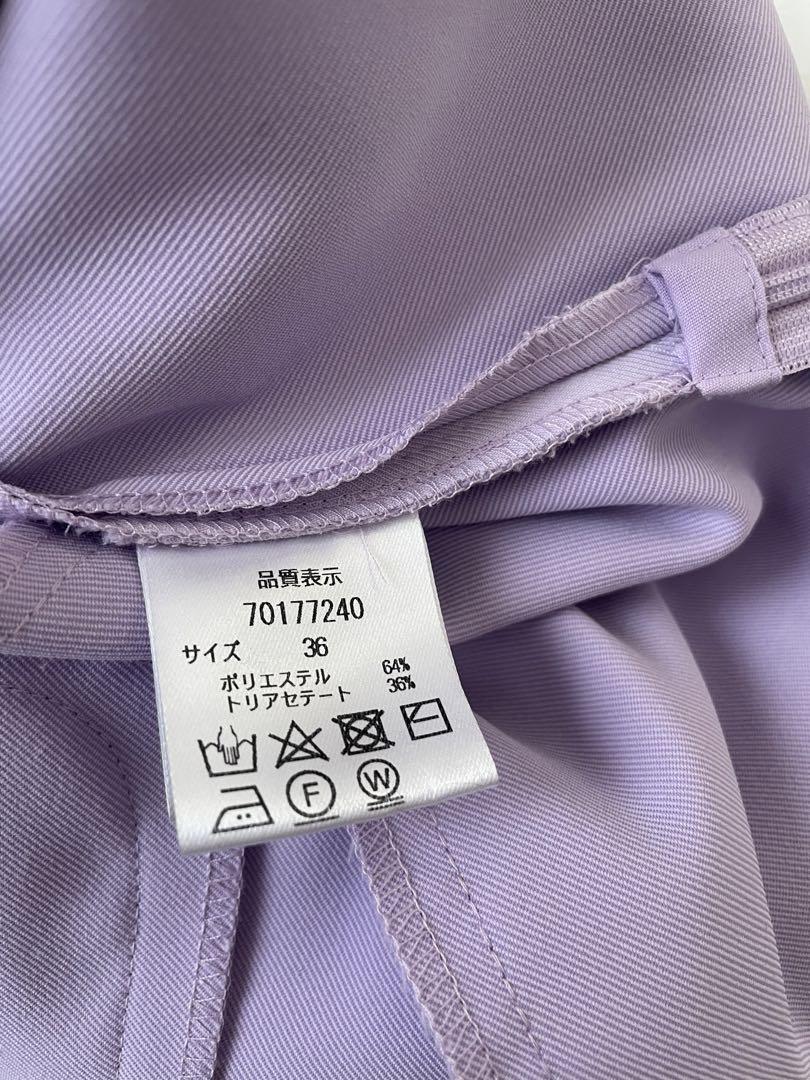 品質表示
70177240
サイズ 36
ポリエステル 64%
トリアセテート 36%
F W